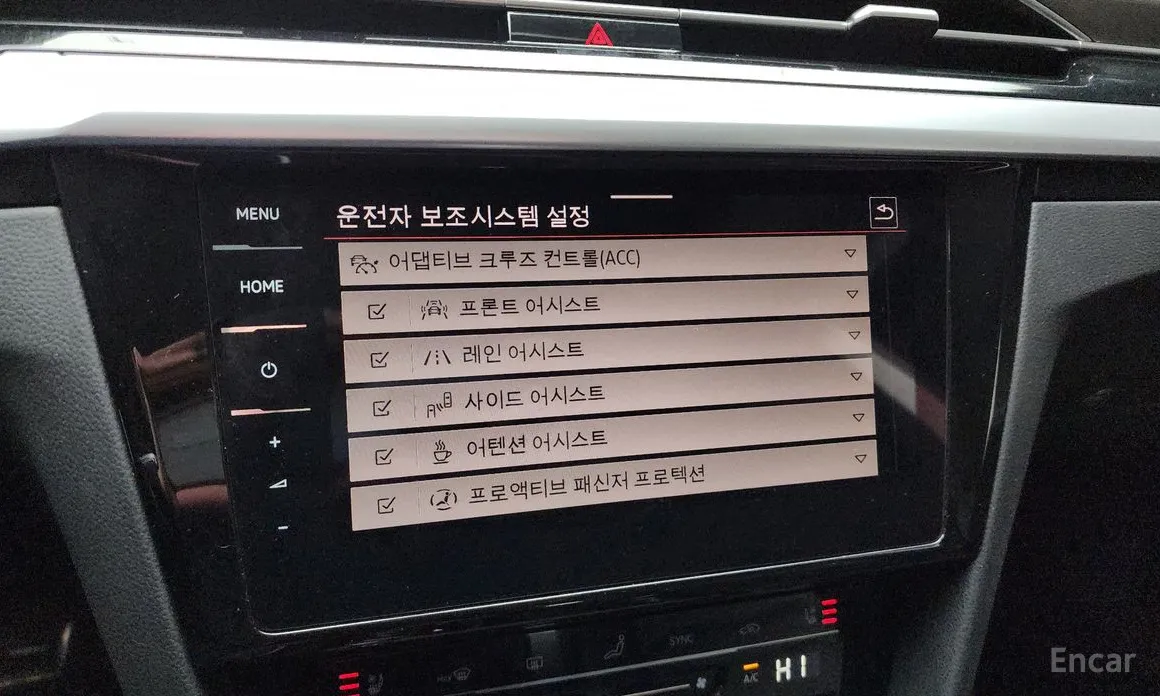 MENU
운전자 보조시스템 설정
어댑티브 크루즈 컨트롤(ACC)
HOME
프론트 어시스트
레인 어시스트
사이드 어시스트
어텐션 어시스트
프로액티브 패신저 프로텍션
+
-
SYNC
A/C
HI
Encar